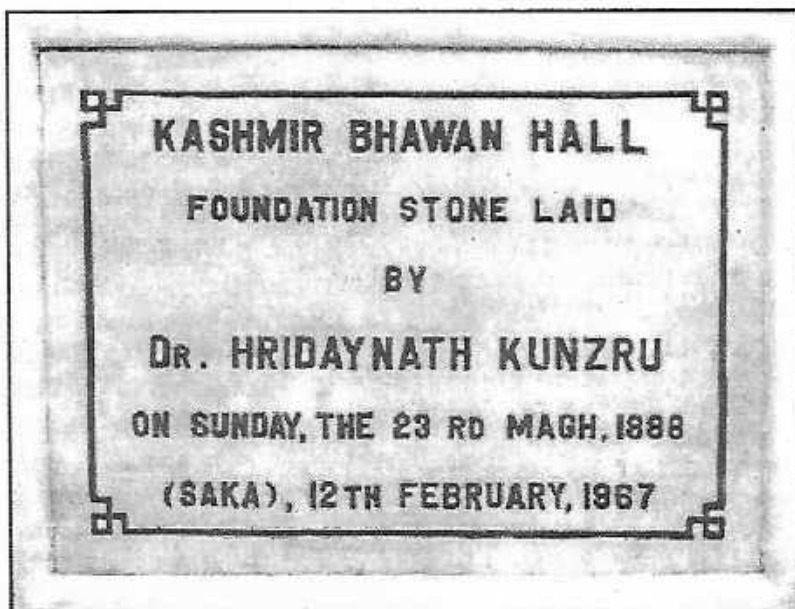 KASHMIR BHAWAN HALL
FOUNDATION STONE LAID
BY
DR. HRIDAYNATH KUNZRU
ON SUNDAY, THE 23 RD MAGH, 1888
(SAKA), 12TH FEBRUARY, 1967